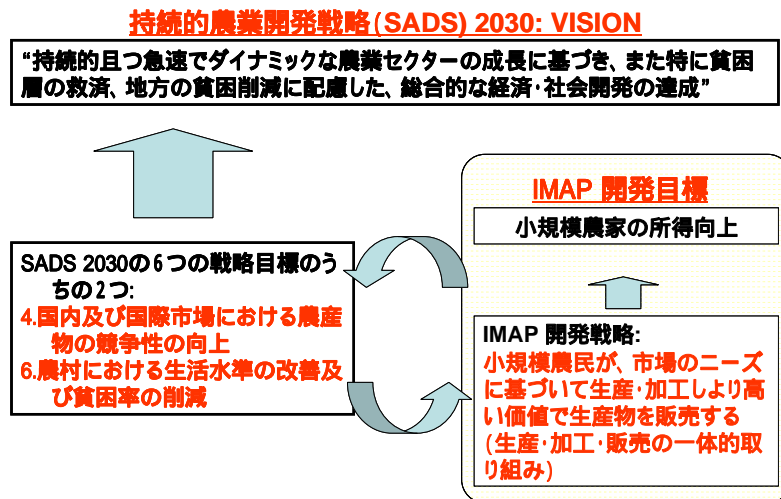 持続的農業開発戦略(SADS) 2030: VISION
“持続的且つ急速でダイナミックな農業セクターの成長に基づき、また特に貧困
層の救済、地方の貧困削減に配慮した、総合的な経済･社会開発の達成”
IMAP 開発目標
小規模農家の所得向上
SADS 2030の6つの戦略目標のう
ちの2つ:
4.国内及び国際市場における農産
物の競争性の向上
6.農村における生活水準の改善及
び貧困率の削減
IMAP 開発戦略:
小規模農民が、市場のニーズ
に基づいて生産･加工しより高
い価値で生産物を販売する
(生産･加工･販売の一体的取
り組み)